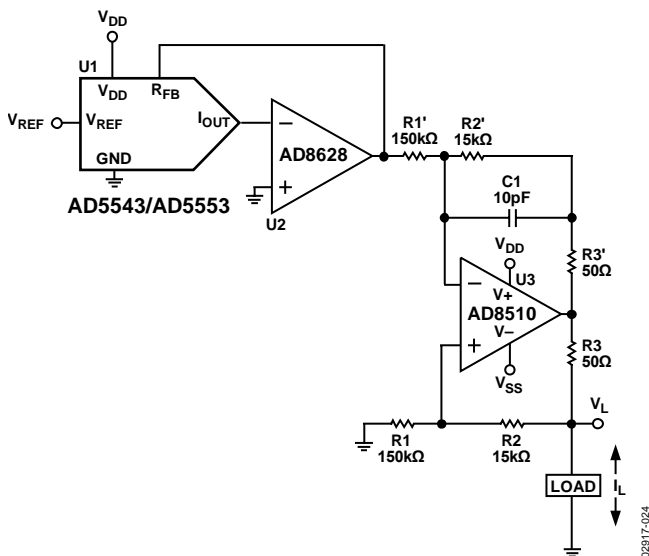 VDD
U1
VDD
RFB
VREF
VREF
IOUT
GND
AD5543/AD5553
−
AD8628
+
U2
R1'
150kΩ
R2'
15kΩ
C1
10pF
R3'
50Ω
VDD
U3
V+
−
AD8510
+
V−
VSS
R3
50Ω
VL
R1
150kΩ
R2
15kΩ
LOAD
IL
02917-024